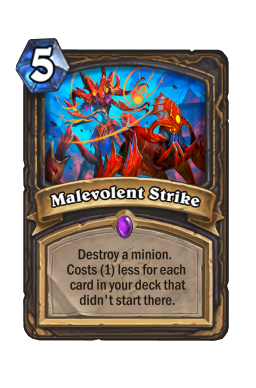 5
Malevolent Strike
Destroy a minion.
Costs (1) less for each
card in your deck that
didn't start there.